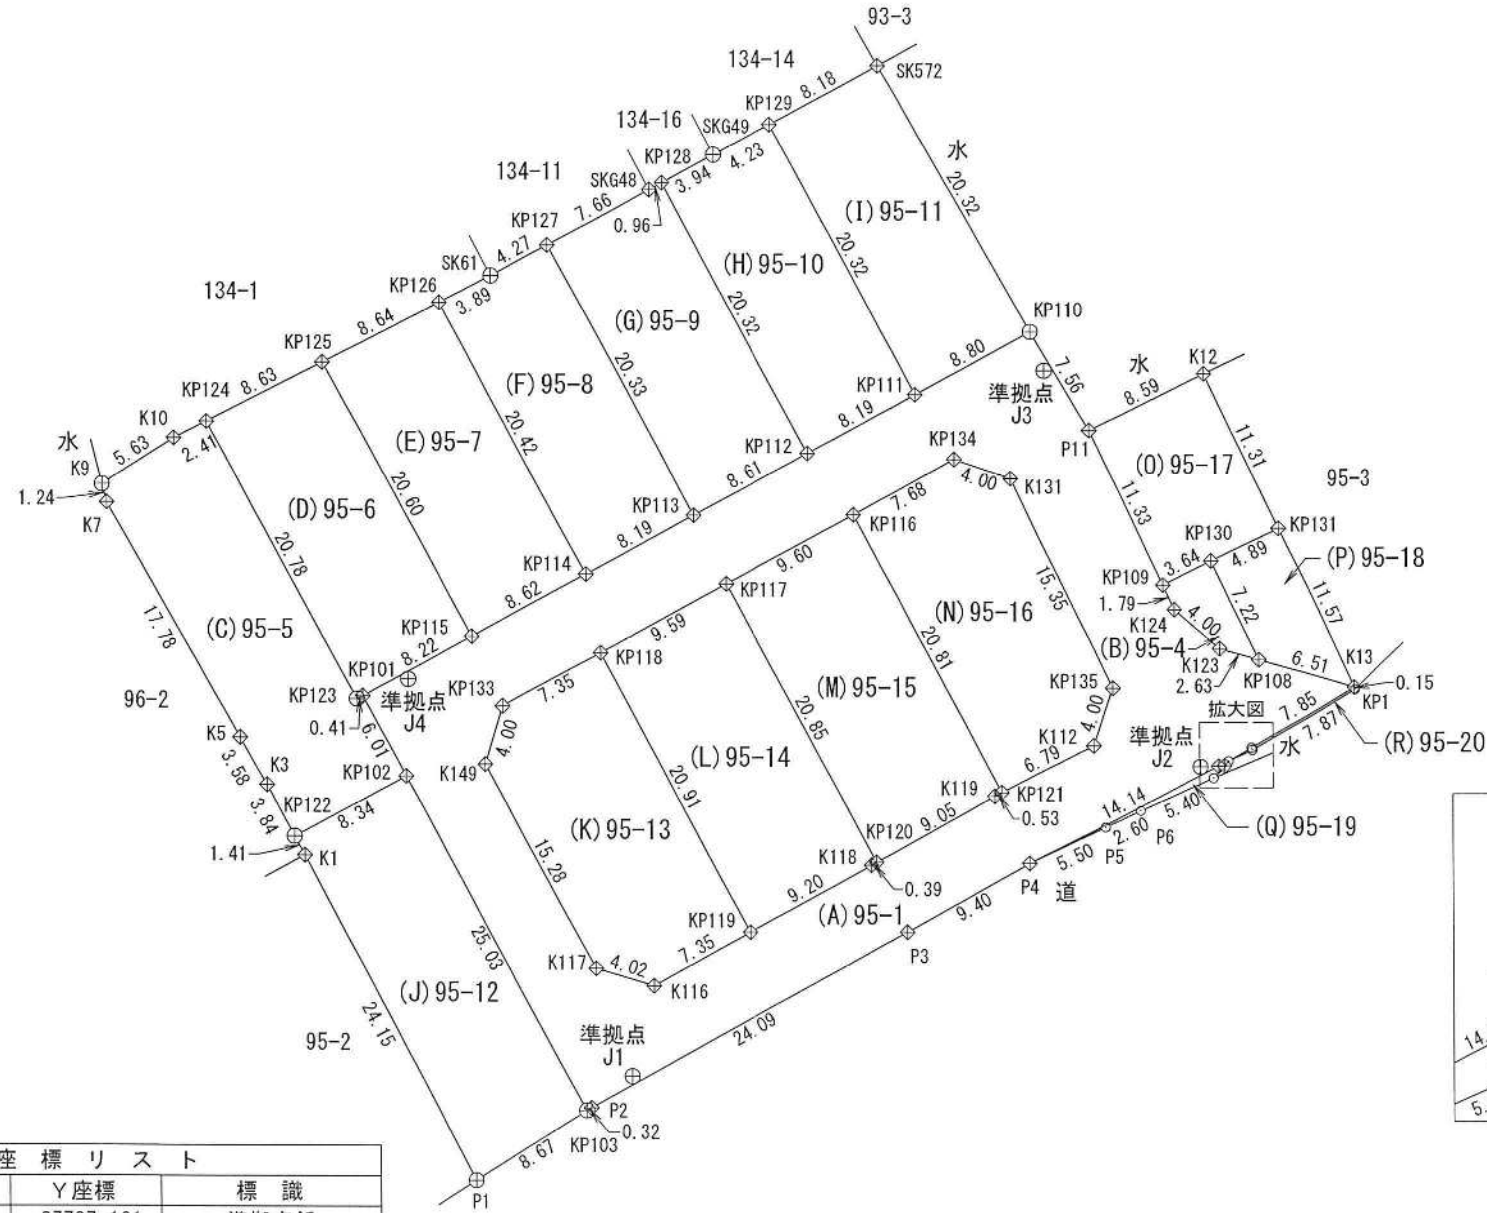 93-3
134-14
SK572
8.18
KP129
134-16
SKG49
4.23
KP128
3.94
水
134-11
SKG48
0.96
7.66
KP127
20.32
(I)95-11
4.27
SK61
20.32
(H)95-10
134-1
KP126
3.89
20.32
(G)95-9
KP110
8.64
KP125
8.80
7.56
水
K12
(F)95-8
20.33
KP111
準拠点
J3
8.59
8.63
KP124
K10
2.41
20.42
8.19
KP112
P11
11.31
水
5.63
K9
(E)95-7
KP134
(O)95-17
95-3
1.24
K7
8.61
4.00
K131
20.60
KP113
7.68
11.33
(D)95-6
KP116
KP130
KP131
8.19
3.64
4.89
(P)95-18
20.78
KP114
9.60
15.35
KP109
7.22
11.57
8.62
KP117
1.79
K124
4.00
(N)95-16
(C)95-5
17.78
KP115
(B)95-4
K123
8.22
9.59
20.81
2.63
KP108
6.51
K13
KP101
KP118
0.15
KP1
KP123
準拠点
J4
KP133
(M)95-15
KP135
拡大図
7.85
7.87
96-2
0.41
7.35
4.00
6.01
20.85
4.00
準拠点
J2
水
(R)95-20
K5
K112
3.58
K3
KP102
K149
(L)95-14
6.79
K119
KP121
0.53
3.84
KP122
8.34
20.91
14.14
5.40
9.05
P6
(Q)95-19
(K)95-13
KP120
2.60
P5
1.41
K1
K118
0.39
5.50
P4
道
15.28
9.20
(A)95-1
KP119
9.40
25.03
K117
4.02
7.35
P3
K116
(J)95-12
24.15
95-2
準拠点
J1
24.09
P2
0.32
KP103
8.67
P1
14.
5.
座標リスト
Y座標 標識